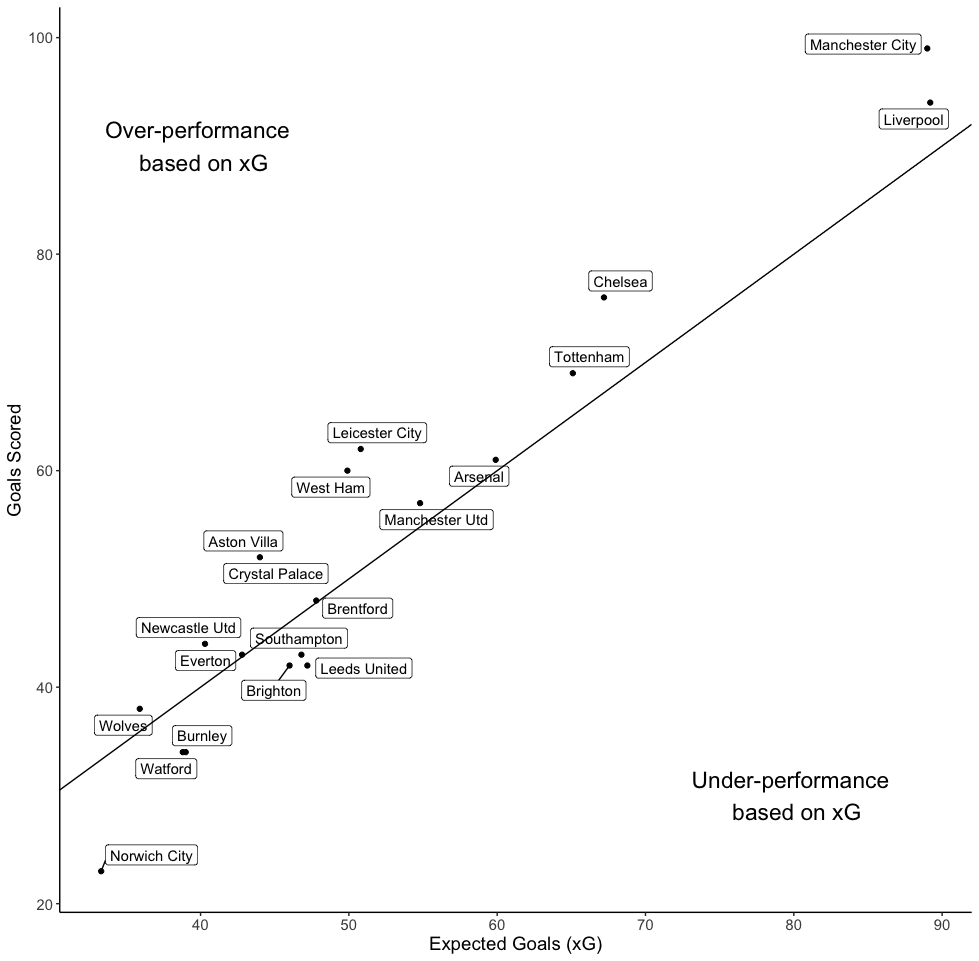 100
Manchester City
Liverpool
Over-performance
based on xG
80
Chelsea
Tottenham
Leicester City
60
West Ham
Arsenal
Manchester Utd
Aston Villa
Crystal Palace
Brentford
Newcastle Utd
Southampton
Everton
Leeds United
Brighton
40
Wolves
Burnley
Watford
Under-performance
based on xG
Norwich City
20
Goals Scored
40 50 60 70 80 90
Expected Goals (xG)